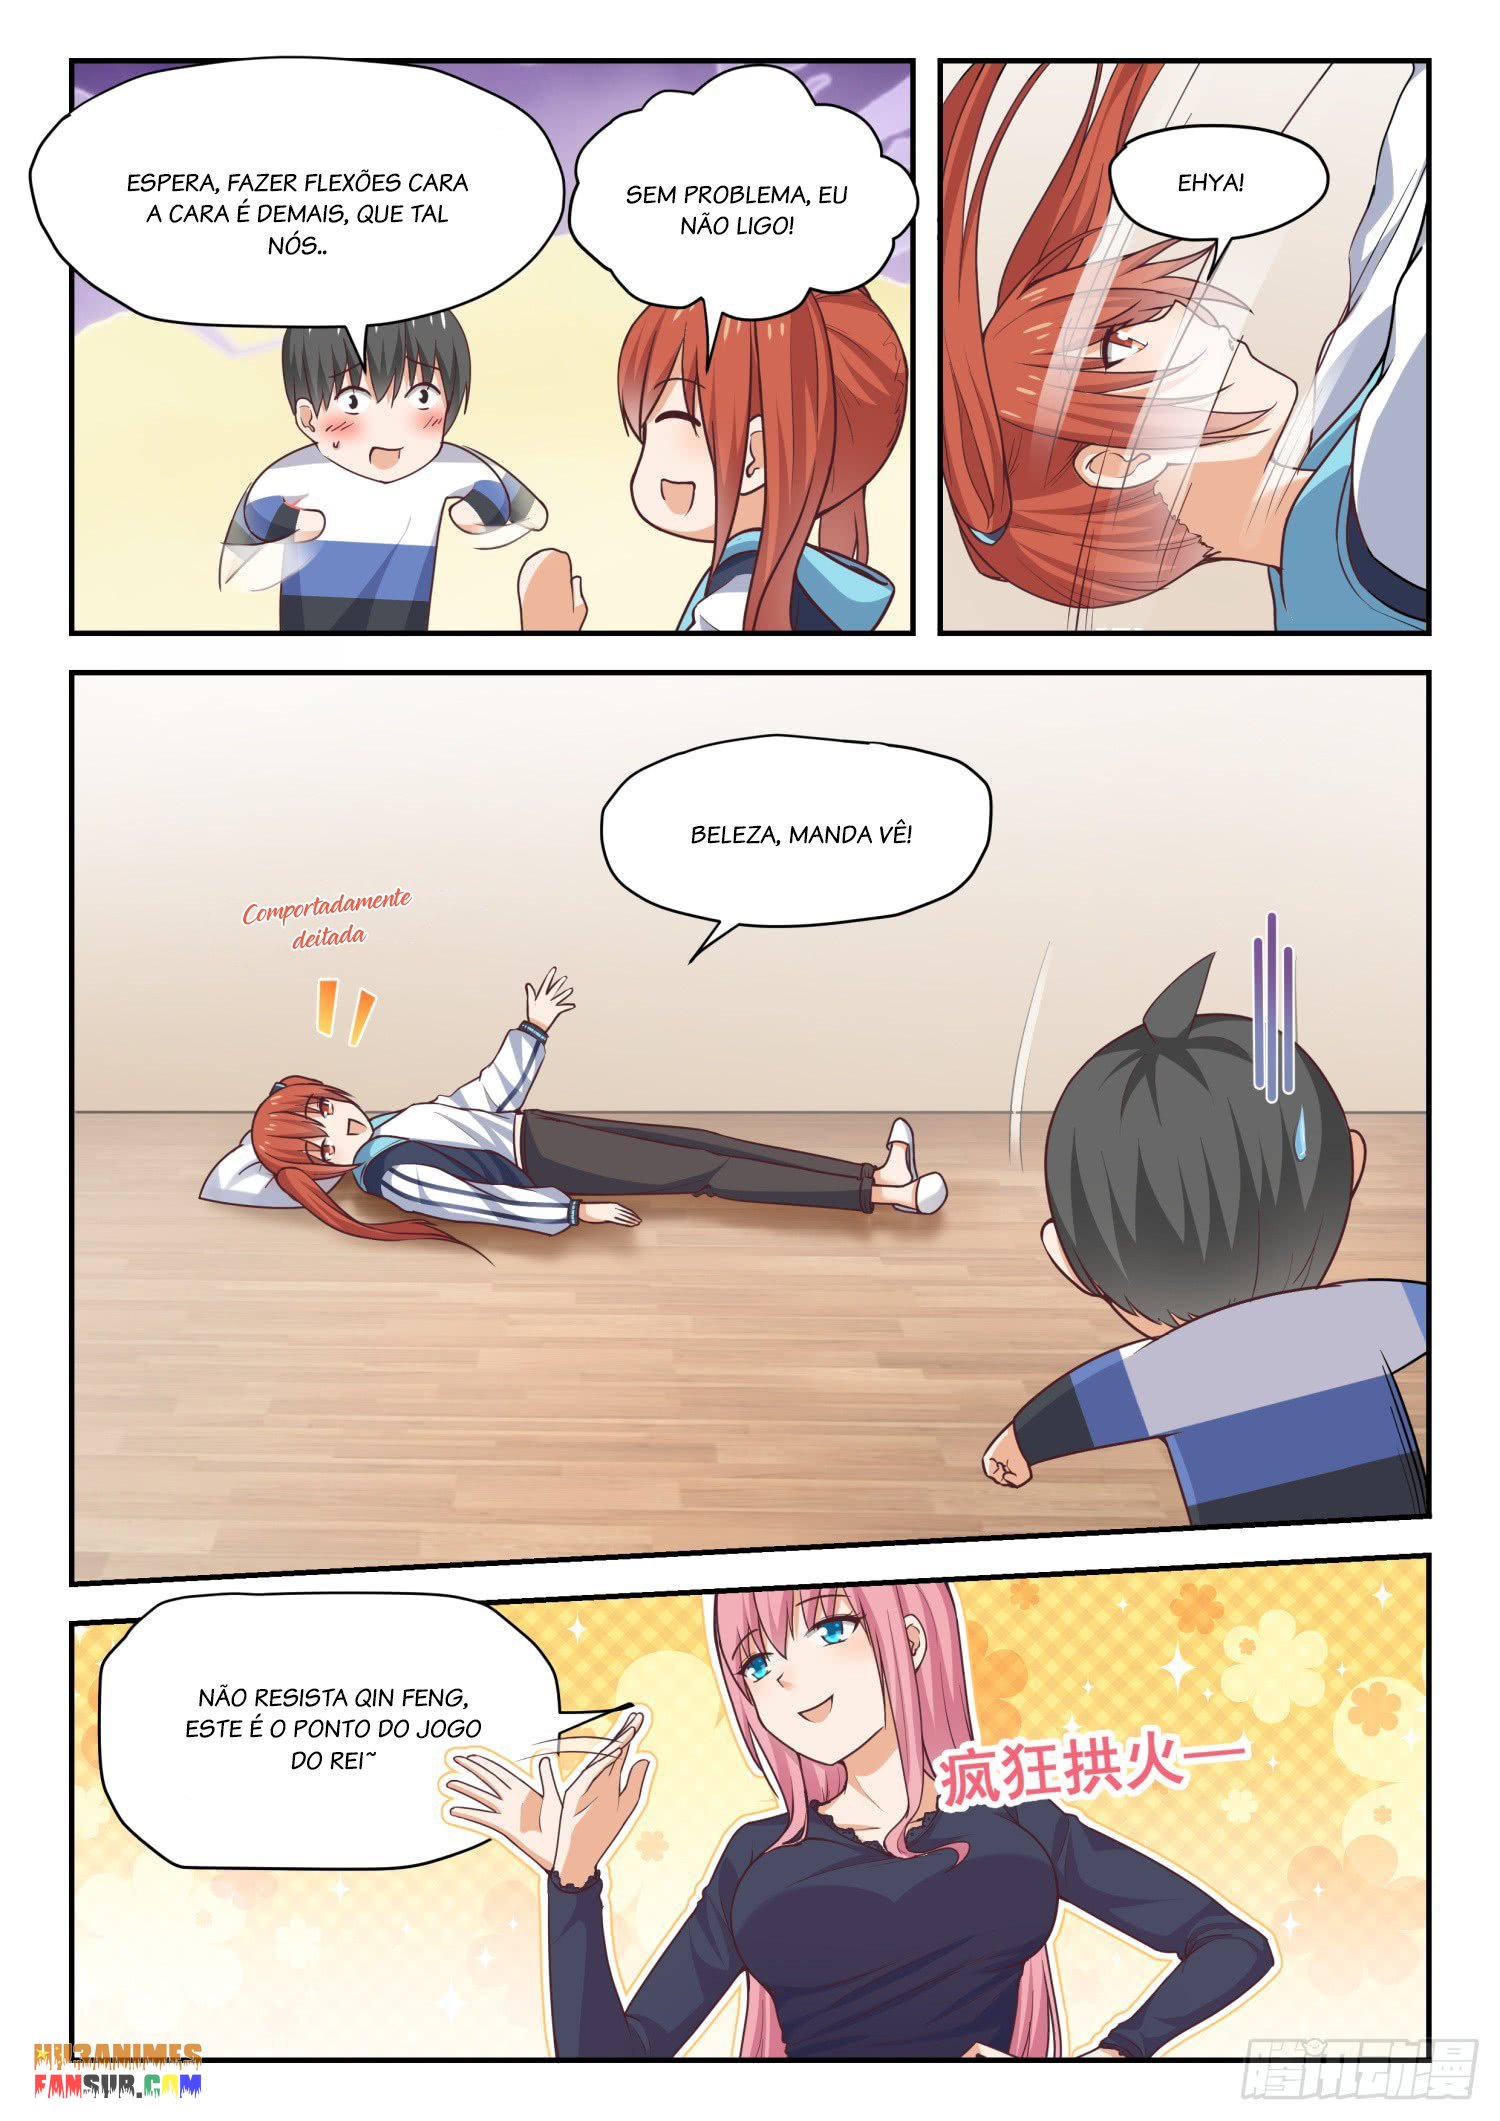 ESPERA, FAZER FLEXÕES CARA
A CARA É DEMAIS, QUE TAL
NÓS..
SEM PROBLEMA, EU
NÃO LIGO!
EHYA!
BELEZA, MANDA VÊ!
Comportadamente
deitada
NÃO RESISTA QIN FENG,
ESTE É O PONTO DO JOGO
DO REI~
疯狂拱火—
HU3ANIMES
FANSUB.COM
腾讯动漫